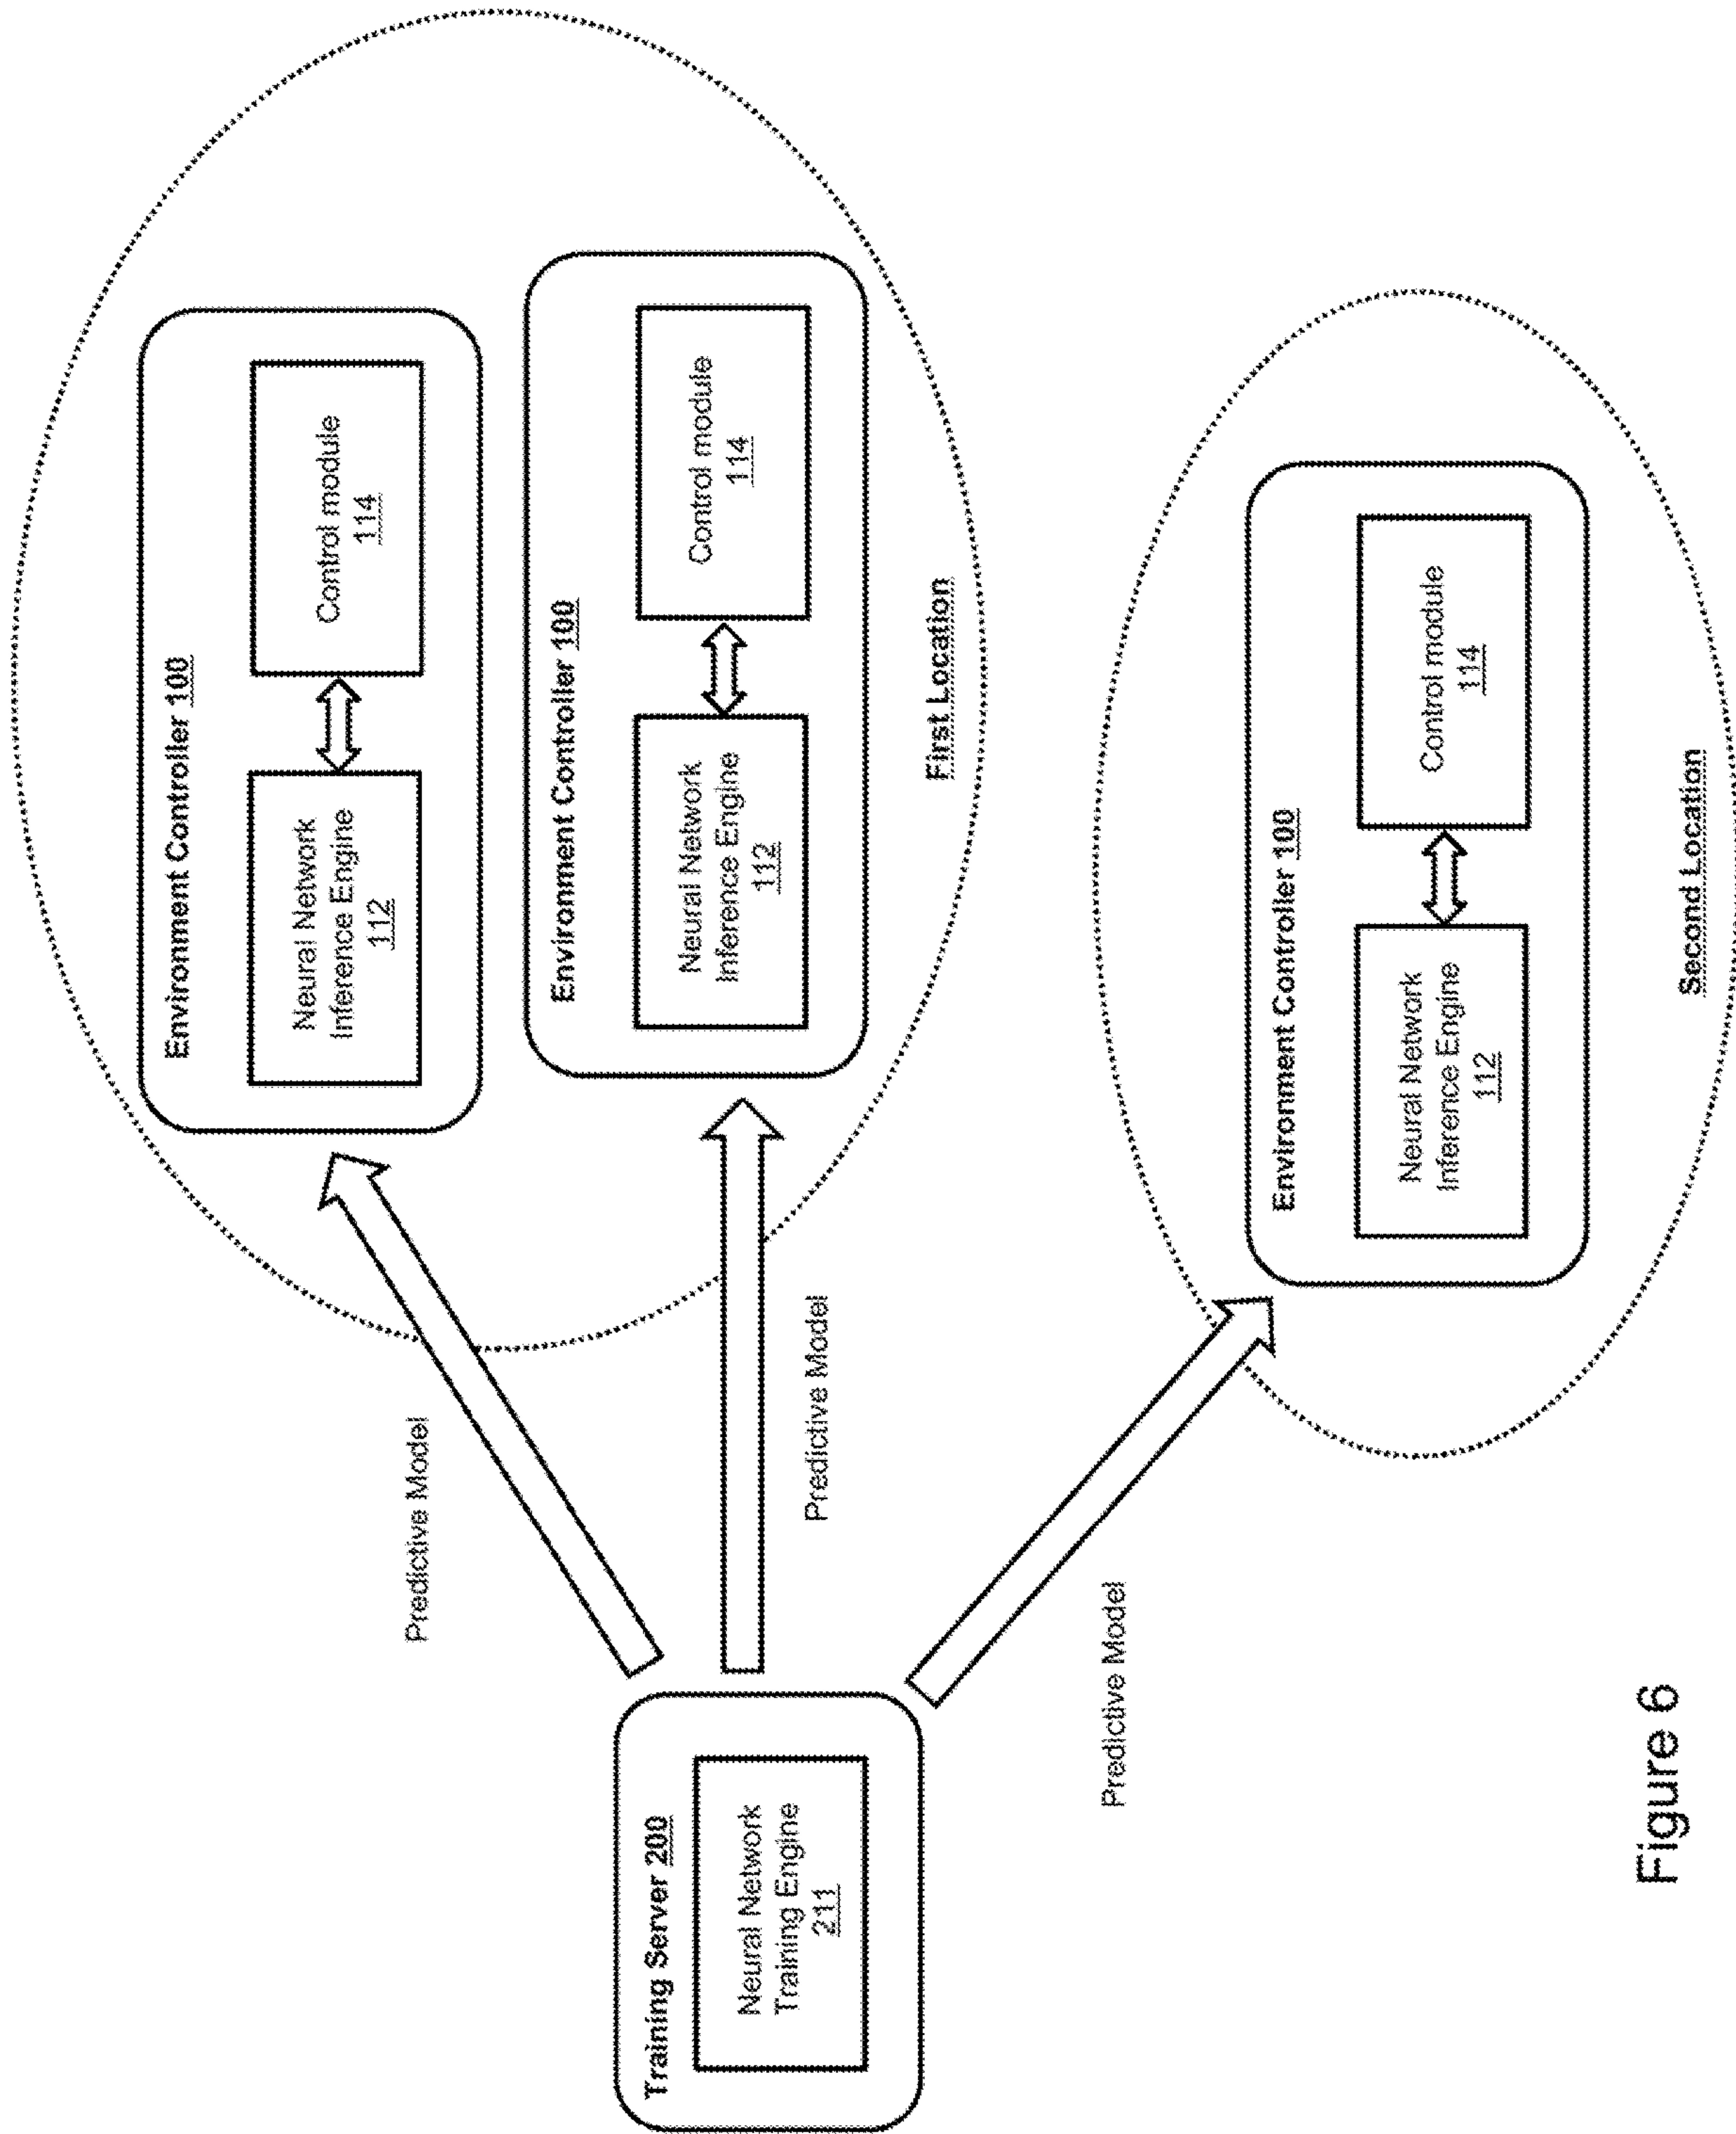 Environment Controller 100
Neural Network
Inference Engine
112
Control module
114
Predictive Model
Environment Controller 100
Neural Network
Inference Engine
112
Control module
114
Training Server 200
Neural Network
Training Engine
211
Predictive Model
First Location
Predictive Model
Environment Controller 100
Neural Network
Inference Engine
112
Control module
114
Second Location
Figure 6